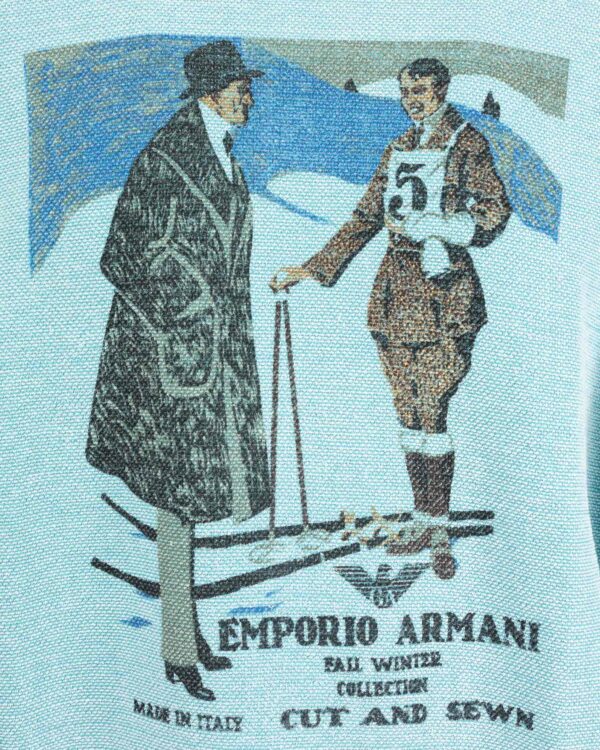 5
EMPORIO ARMANI
FALL WINTER
COLLECTION
MADE IN ITALY CUT AND SEWN